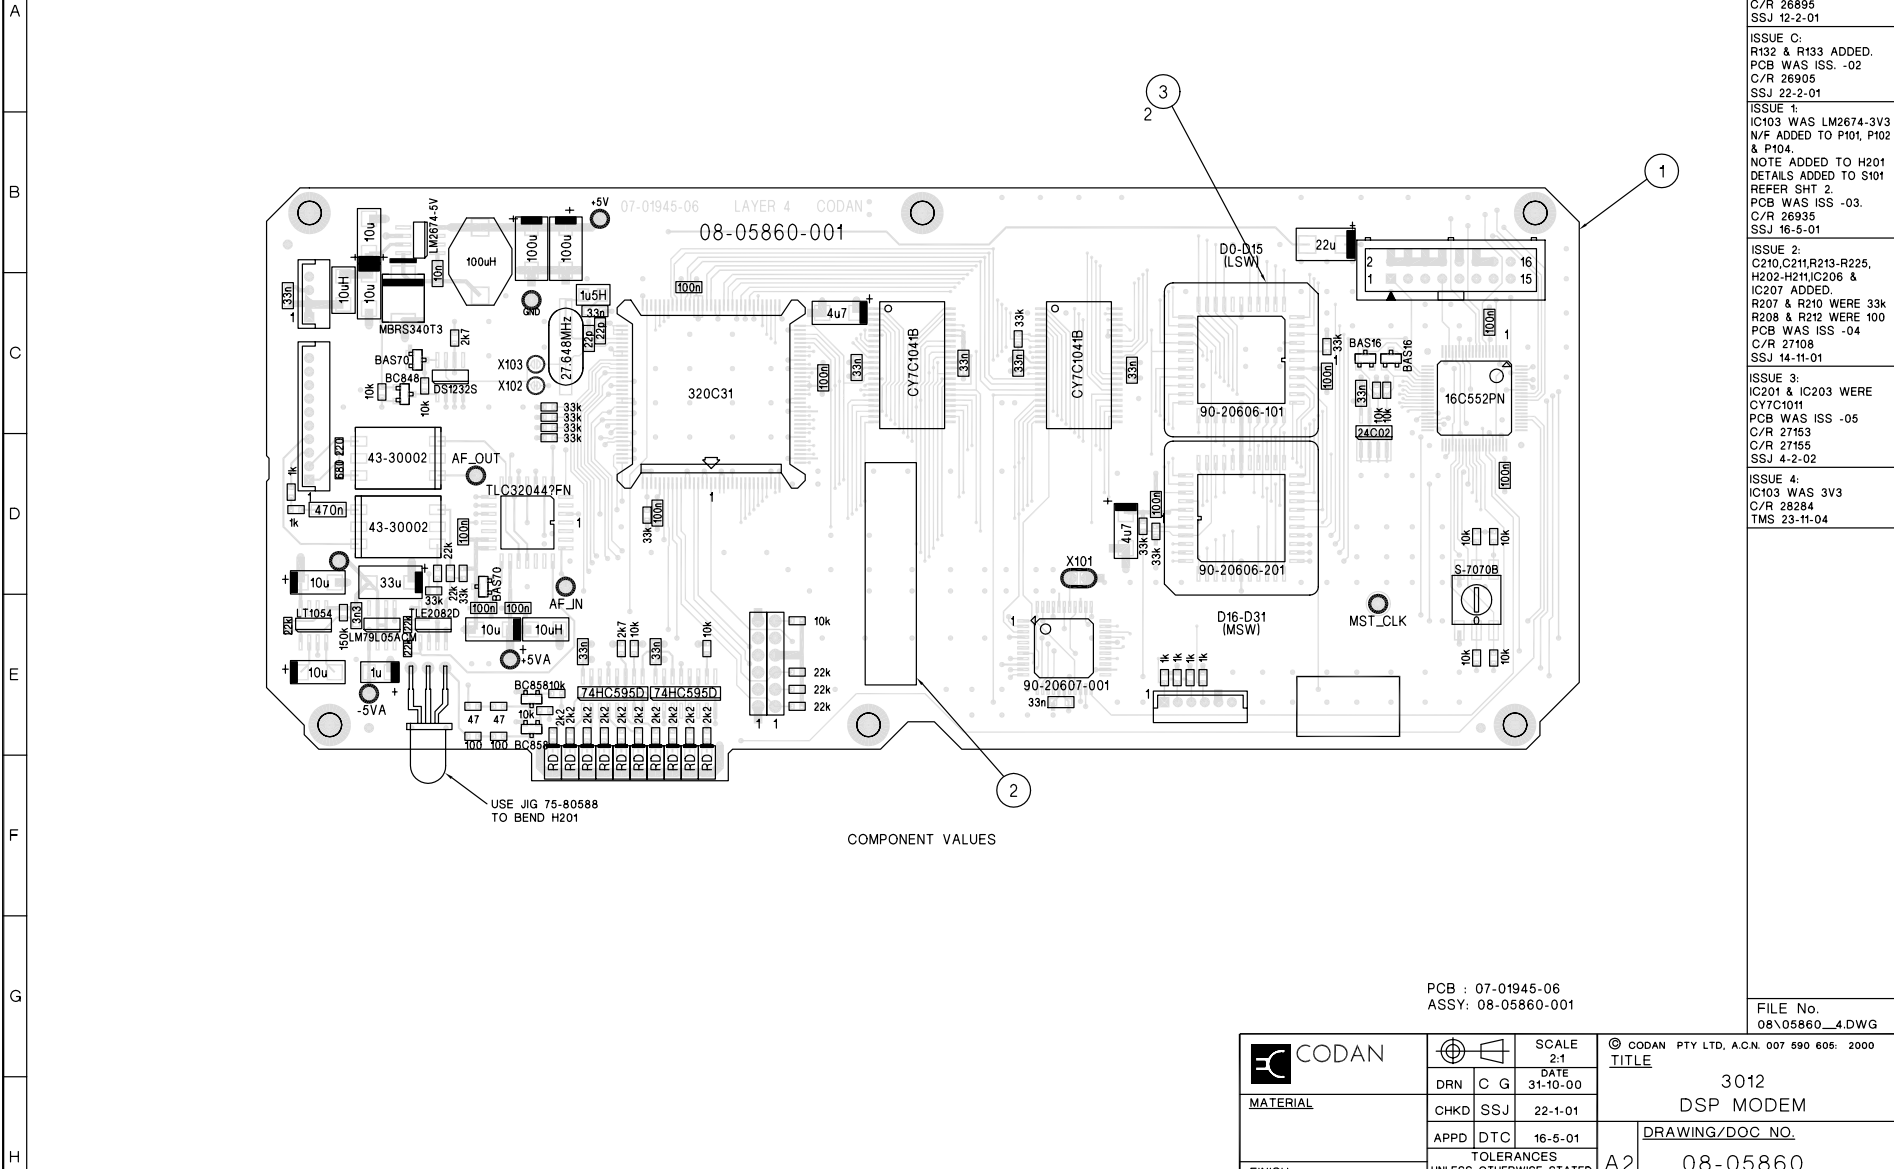 A
B
C
D
E
F
G
H
C/R 26895
SSJ 12-2-01
ISSUE C:
R132 & R133 ADDED.
PCB WAS ISS. -02
C/R 26905
SSJ 22-2-01
ISSUE 1:
IC103 WAS LM2674-3V3
N/F ADDED TO P101, P102
& P104.
NOTE ADDED TO H201
DETAILS ADDED TO S101
REFER SHT 2.
PCB WAS ISS -03.
C/R 26935
SSJ 16-5-01
ISSUE 2:
C210,C211,R213-R225,
H202-H211,IC206 &
IC207 ADDED.
R207 & R210 WERE 33k
R208 & R212 WERE 100
PCB WAS ISS -04
C/R 27108
SSJ 14-11-01
ISSUE 3:
IC201 & IC203 WERE
CY7C1011
PCB WAS ISS -05
C/R 27153
C/R 27155
SSJ 4-2-02
ISSUE 4:
IC103 WAS 3V3
C/R 28284
TMS 23-11-04
3
2
1
+5V
07-01945-06 LAYER 4 CODAN
08-05860-001
10u
LM2674-5V
100uH
100u
100u
D0-D15
(LSW)
22u
2
16
1
15
33n
10uH
10u
10n
1
MBRS340T3
GND
1u5H
33n
22p
22p
27.648MHz
100n
4u7
CY7C1041B
33n
100n
33n
33k
33n
CY7C1041B
33n
90-20606-101
33k
1
100n
BAS16
BAS16
100n
1
2k7
BAS70
BC848
10k
10k
DS1232S
X103
X102
33k
33k
33k
33k
320C31
1
33n
10k
10k
24C02
16C552PN
100n
220
680
43-30002
AF_OUT
TLC32044?FN
1
1k
1
1k
470n
43-30002
100n
33k
100n
4u7
100n
33k
33k
90-20606-201
D16-D31
(MSW)
10k
10k
S-7070B
0
10k
10k
MST_CLK
10u
33u
22k
22k
33k
33k
BAS70
100n
100n
AF_IN
X101
LT1054
22k
150k
3n3
LM79L05ACM
22k
22k
TLE2082D
10u
10uH
+5VA
33n
2k7
10k
33n
10k
10k
22k
22k
22k
1 1
1
90-20607-001
33n
1k
1k
1k
1k
1
10u
1u
-5VA
BC858
10k
10k
BC858
47
47
100
100
74HC595D
74HC595D
2k2
2k2
2k2
2k2
2k2
2k2
2k2
2k2
2k2
2k2
RD
RD
RD
RD
RD
RD
RD
RD
RD
RD
2
USE JIG 75-80588
TO BEND H201
COMPONENT VALUES
PCB : 07-01945-06
ASSY: 08-05860-001
FILE No.
08\05860__4.DWG
CODAN
MATERIAL
SCALE
2:1
DRN C G
DATE
31-10-00
CHKD SSJ 22-1-01
APPD DTC 16-5-01
TOLERANCES
UNLESS OTHERWISE STATED
© CODAN PTY LTD, A.C.N. 007 590 605: 2000
TITLE
3012
DSP MODEM
DRAWING/DOC NO.
A2
08-05860